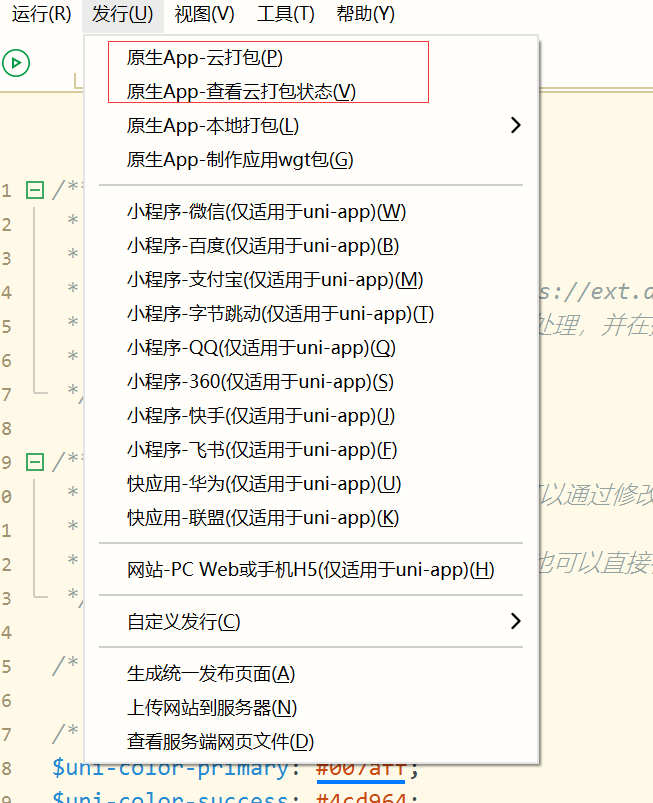 运行(R) 发行(U) 视图(V) 工具(T) 帮助(Y)
原生App-云打包(P)
原生App-查看云打包状态(V)
原生App-本地打包(L)
原生App-制作应用wgt包(G)
1 /*
小程序-微信(仅适用于uni-app)(W)
2 *
小程序-百度(仅适用于uni-app)(B)
3 *
小程序-支付宝(仅适用于uni-app)(M)
4 * s://ext.d
小程序-字节跳动(仅适用于uni-app)(T)
5 * 处理，并在
小程序-QQ(仅适用于uni-app)(Q)
6 *
小程序-360(仅适用于uni-app)(S)
7 */
小程序-快手(仅适用于uni-app)(J)
8
小程序-飞书(仅适用于uni-app)(F)
9 /*
快应用-华为(仅适用于uni-app)(U)
0 * 以通过修改
快应用-联盟(仅适用于uni-app)(K)
1 *
网站-PC Web或手机H5(仅适用于uni-app)(H)
2 * 也可以直接
3 */
自定义发行(C)
4
5 /*
生成统一发布页面(A)
6
上传网站到服务器(N)
7 /*
查看服务端网页文件(D)
8 $uni-color-primary: #007aff;
9 $uni-color-success: #4cd964;